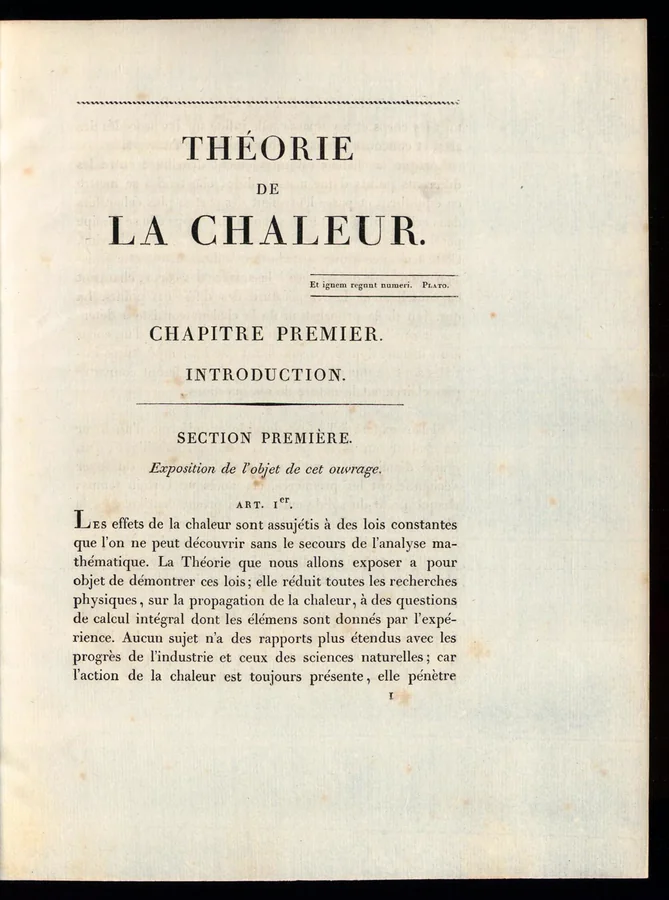 THÉORIE
DE
LA CHALEUR.
Et ignem regunt numeri. PLATO.
CHAPITRE PREMIER.
INTRODUCTION.
SECTION PREMIÈRE.
Exposition de l'objet de cet ouvrage.
ART. Ier.
LES effets de la chaleur sont assujétis à des lois constantes
que l'on ne peut découvrir sans le secours de l'analyse ma-
thématique. La Théorie que nous allons exposer a pour
objet de démontrer ces lois; elle réduit toutes les recherches
physiques, sur la propagation de la chaleur, à des questions
de calcul intégral dont les élémens sont donnés par l'expé-
rience. Aucun sujet n'a des rapports plus étendus avec les
progrès de l'industrie et ceux des sciences naturelles; car
l'action de la chaleur est toujours présente, elle pénètre
1